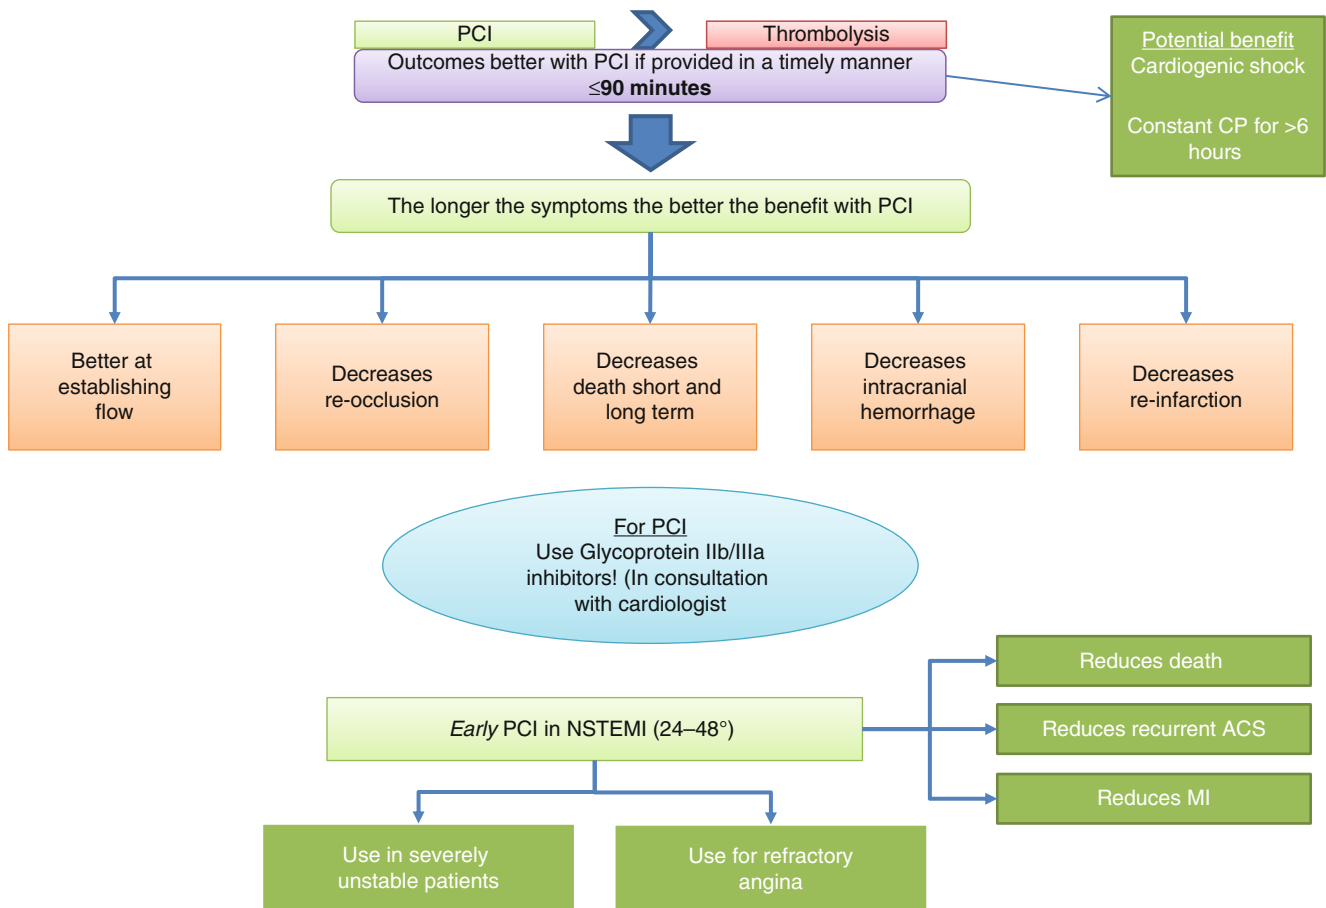 PCI
Thrombolysis
Outcomes better with PCI if provided in a timely manner
≤90 minutes
Potential benefit
Cardiogenic shock
Constant CP for >6
hours
The longer the symptoms the better the benefit with PCI
Better at
establishing
flow
Decreases
re-occlusion
Decreases
death short and
long term
Decreases
intracranial
hemorrhage
Decreases
re-infarction
For PCI
Use Glycoprotein IIb/IIIa
inhibitors! (In consultation
with cardiologist
Early PCI in NSTEMI (24–48°)
Reduces death
Reduces recurrent ACS
Reduces MI
Use in severely
unstable patients
Use for refractory
angina